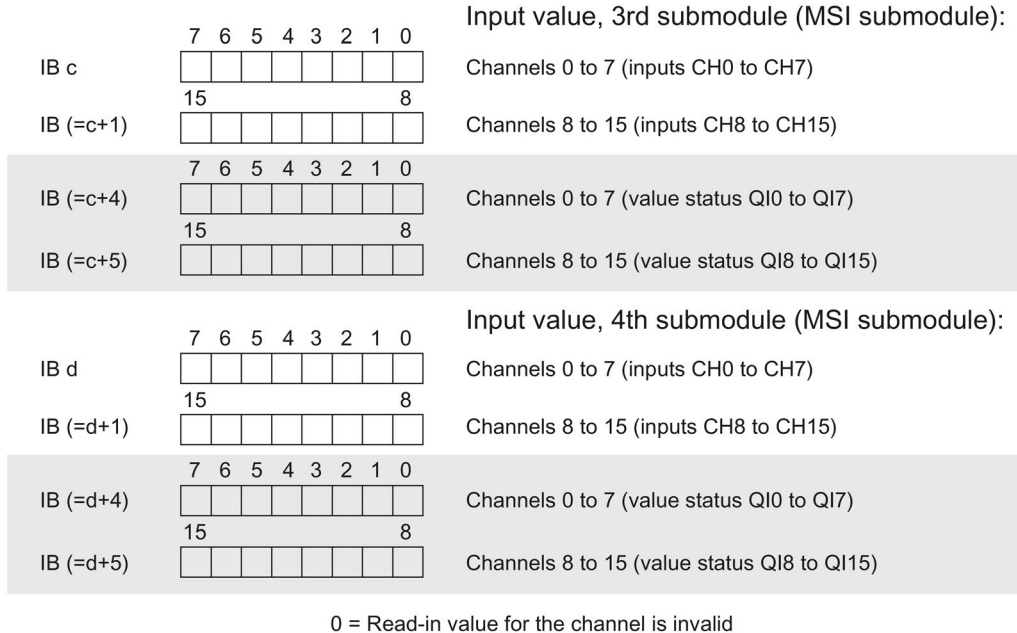 Input value, 3rd submodule (MSI submodule):
7 6 5 4 3 2 1 0
IB c Channels 0 to 7 (inputs CH0 to CH7)
15 8
IB (=c+1) Channels 8 to 15 (inputs CH8 to CH15)
7 6 5 4 3 2 1 0
IB (=c+4) Channels 0 to 7 (value status QI0 to QI7)
15 8
IB (=c+5) Channels 8 to 15 (value status QI8 to QI15)
Input value, 4th submodule (MSI submodule):
7 6 5 4 3 2 1 0
IB d Channels 0 to 7 (inputs CH0 to CH7)
15 8
IB (=d+1) Channels 8 to 15 (inputs CH8 to CH15)
7 6 5 4 3 2 1 0
IB (=d+4) Channels 0 to 7 (value status QI0 to QI7)
15 8
IB (=d+5) Channels 8 to 15 (value status QI8 to QI15)
0 = Read-in value for the channel is invalid